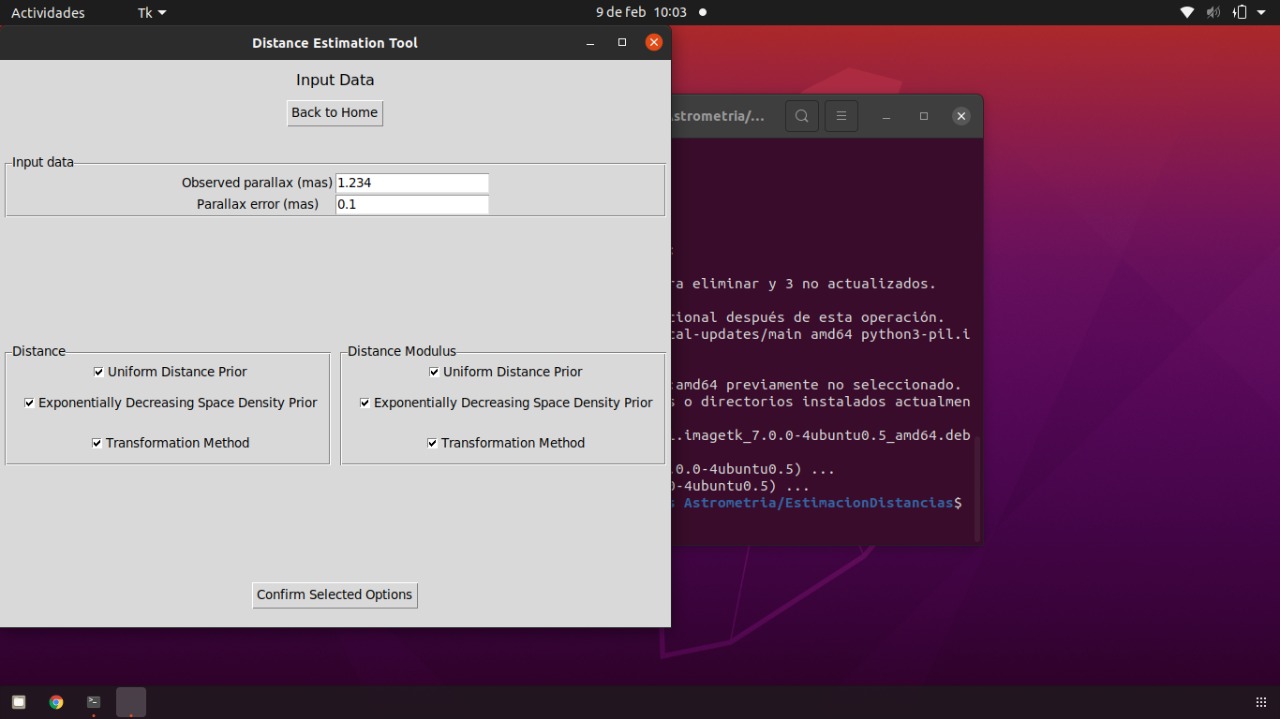 Actividades Tk 9 de feb 10:03
Distance Estimation Tool
Input Data
Back to Home
Input data
Observed parallax (mas) 1.234
Parallax error (mas) 0.1
Distance
Uniform Distance Prior
Exponentially Decreasing Space Density Prior
Transformation Method
Distance Modulus
Uniform Distance Prior
Exponentially Decreasing Space Density Prior
Transformation Method
Confirm Selected Options
strometria/...
:
ra eliminar y 3 no actualizados.
cional después de esta operación.
cal-updates/main amd64 python3-pil.i
:amd64 previamente no seleccionado.
s o directorios instalados actualmen
.imagetk_7.0.0-4ubuntu0.5_amd64.deb
.0.0-4ubuntu0.5) ...
0-4ubuntu0.5) ...
s Astrometria/EstimacionDistancias$